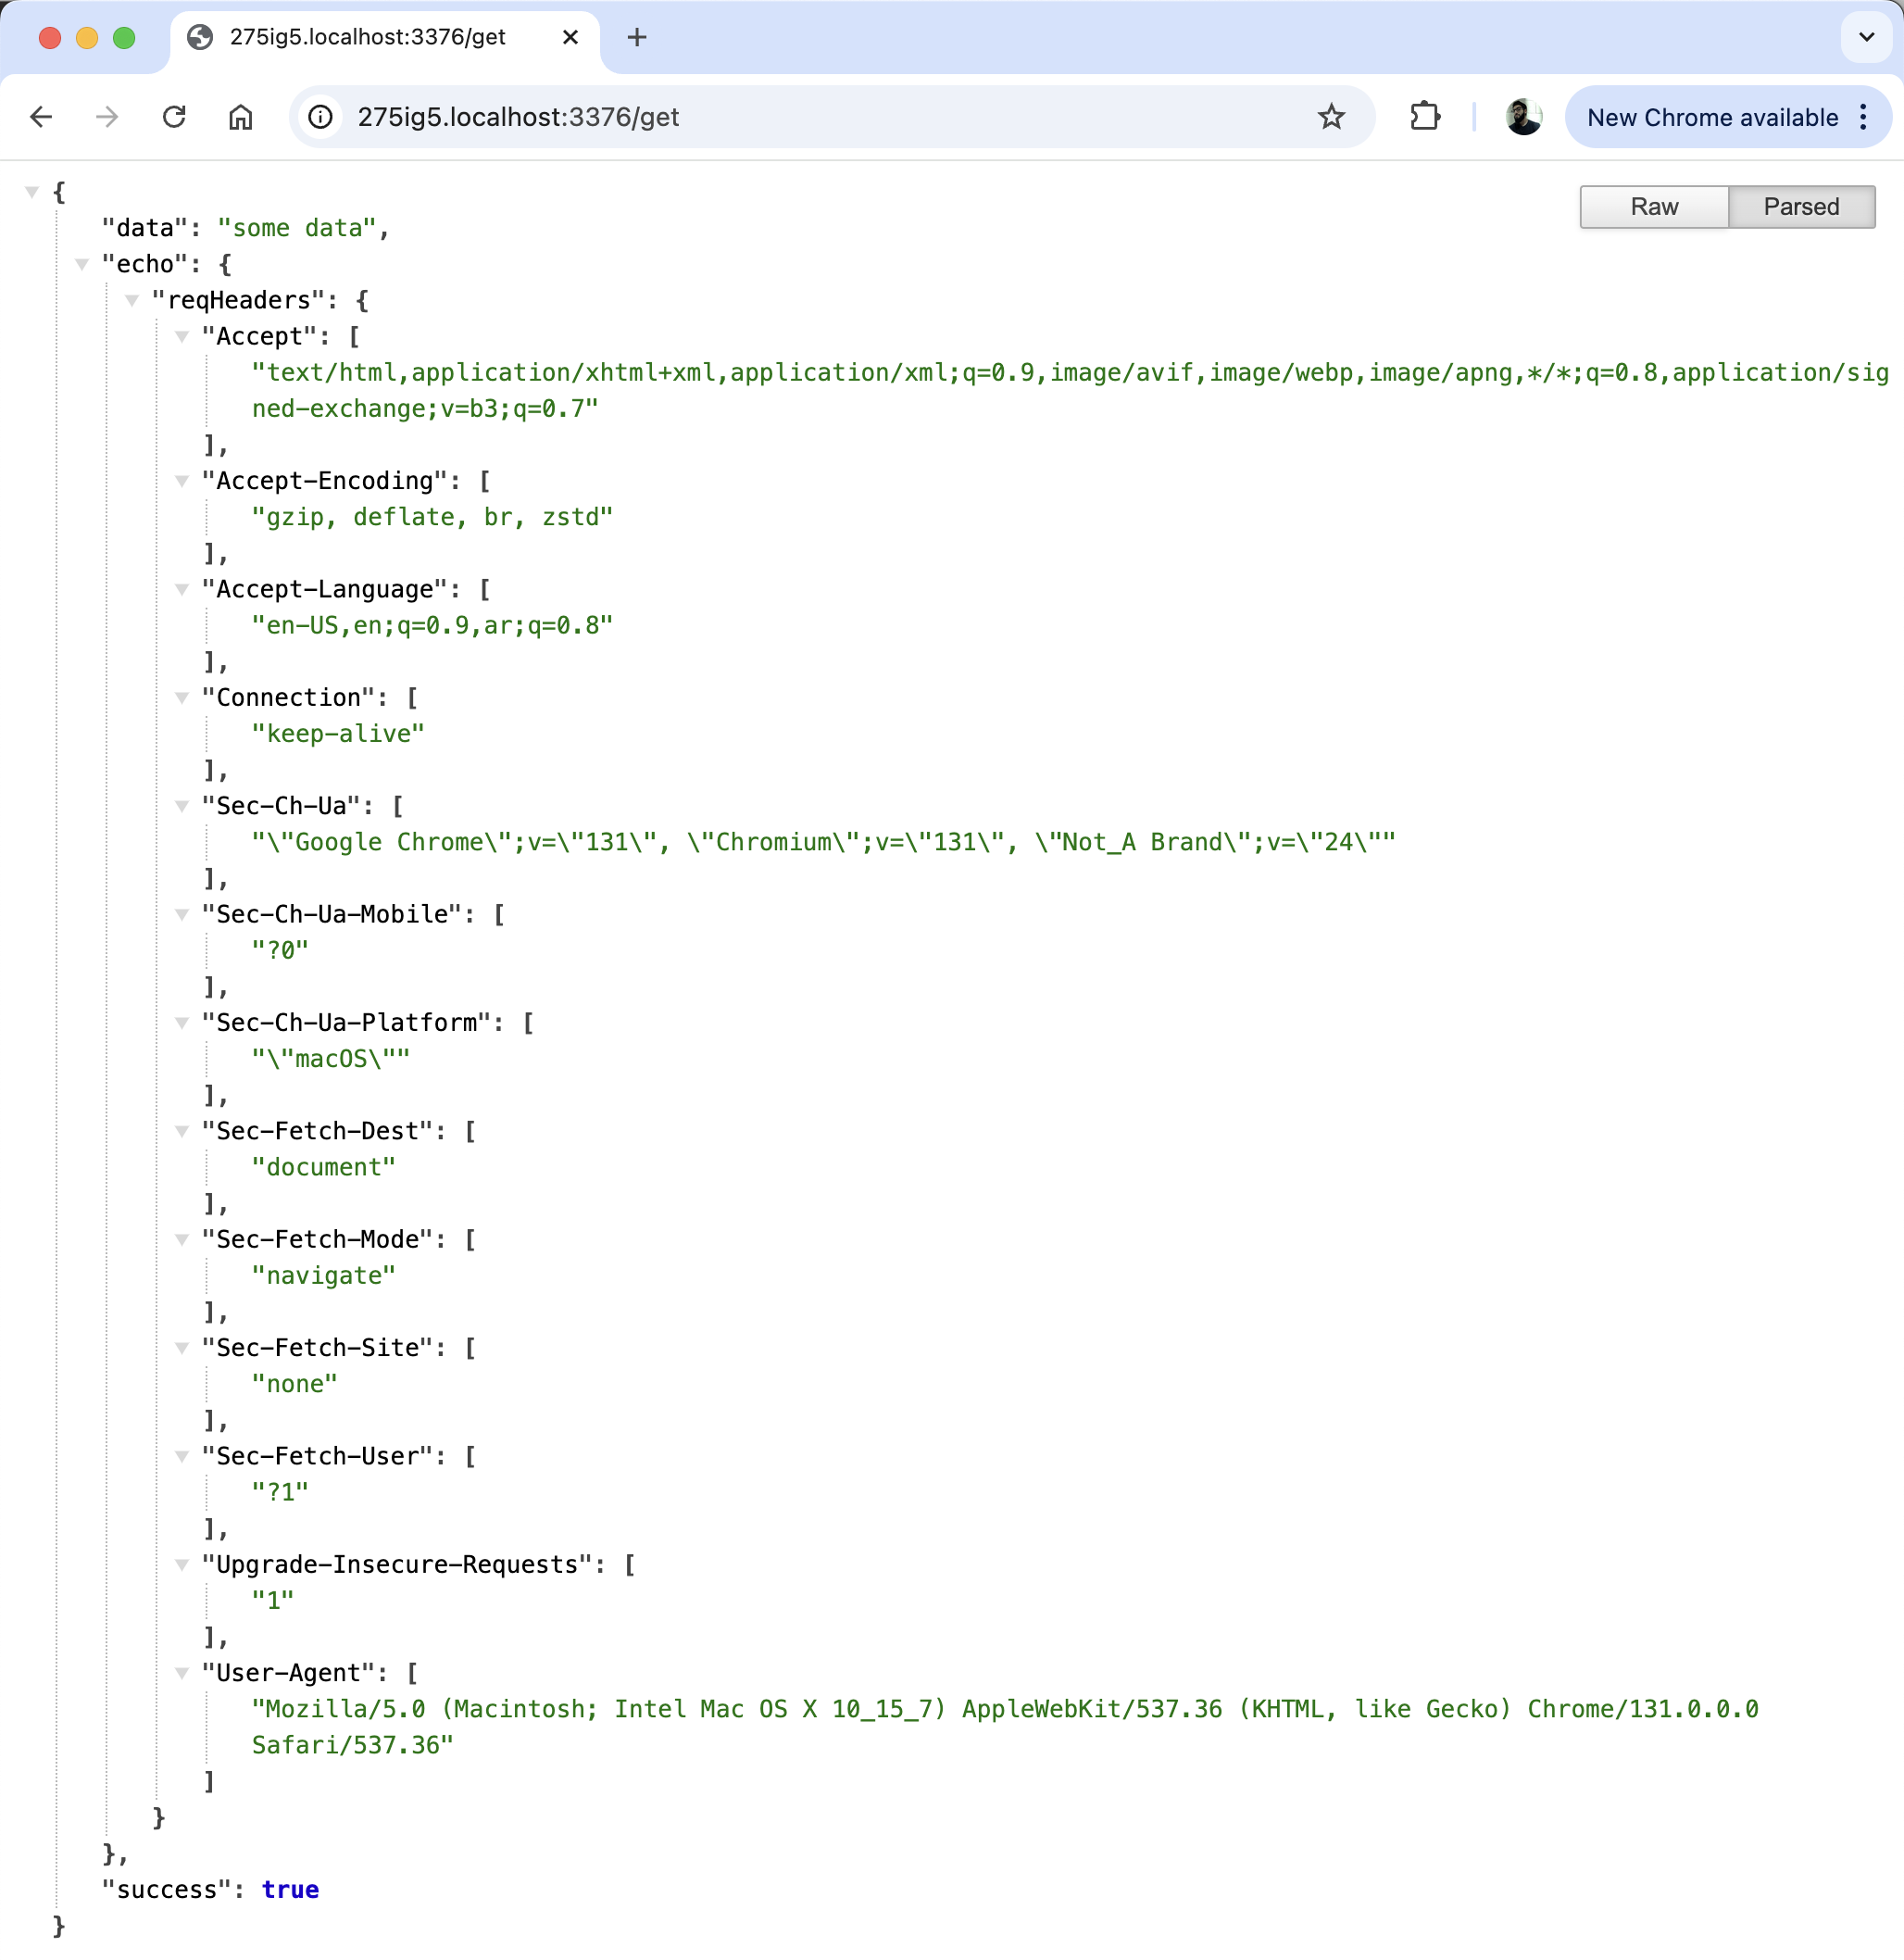 275ig5.localhost:3376/get
275ig5.localhost:3376/get
New Chrome available
Raw
Parsed
{
"data": "some data",
"echo": {
"reqHeaders": {
"Accept": [
"text/html,application/xhtml+xml,application/xml;q=0.9,image/avif,image/webp,image/apng,*/*;q=0.8,application/sig
ned-exchange;v=b3;q=0.7"
],
"Accept-Encoding": [
"gzip, deflate, br, zstd"
],
"Accept-Language": [
"en-US,en;q=0.9,ar;q=0.8"
],
"Connection": [
"keep-alive"
],
"Sec-Ch-Ua": [
"\"Google Chrome\";v=\"131\", \"Chromium\";v=\"131\", \"Not_A Brand\";v=\"24\""
],
"Sec-Ch-Ua-Mobile": [
"?0"
],
"Sec-Ch-Ua-Platform": [
"\"macOS\""
],
"Sec-Fetch-Dest": [
"document"
],
"Sec-Fetch-Mode": [
"navigate"
],
"Sec-Fetch-Site": [
"none"
],
"Sec-Fetch-User": [
"?1"
],
"Upgrade-Insecure-Requests": [
"1"
],
"User-Agent": [
"Mozilla/5.0 (Macintosh; Intel Mac OS X 10_15_7) AppleWebKit/537.36 (KHTML, like Gecko) Chrome/131.0.0.0
Safari/537.36"
]
}
},
"success": true
}